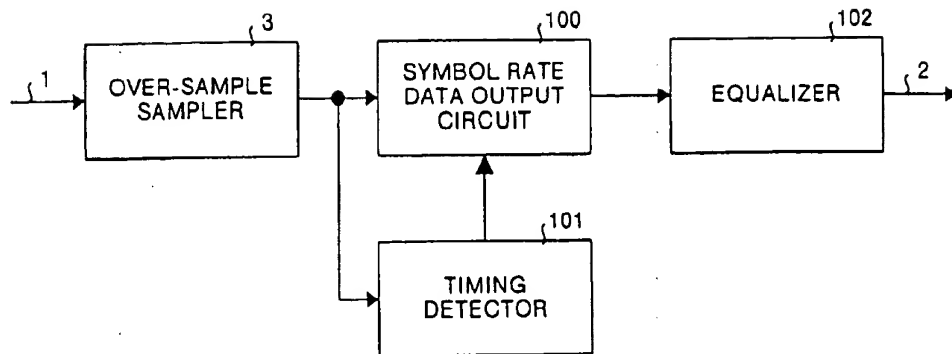 1
3
OVER-SAMPLE
SAMPLER
100
SYMBOL RATE
DATA OUTPUT
CIRCUIT
102
EQUALIZER
2
101
TIMING
DETECTOR